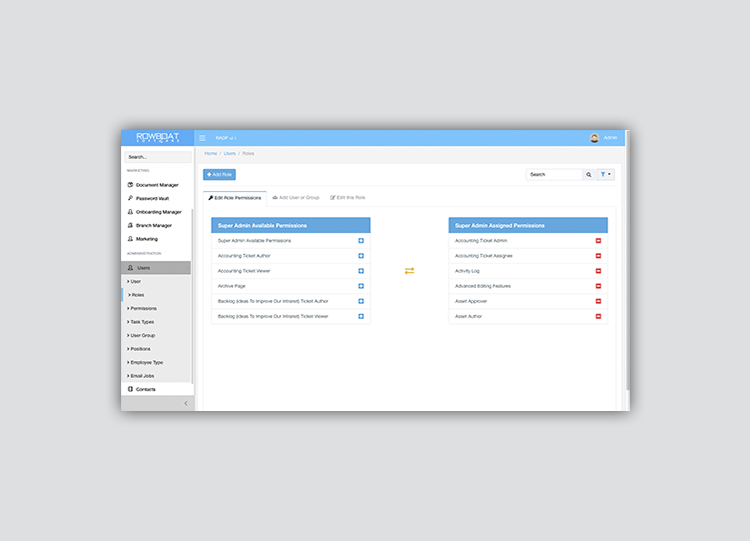 ROWBOAT
SOFTWARE
Admin
Search...
Home / Users / Roles
MARKETING
Add Role
Search
Document Manager
Password Vault
Onboarding Manager
Branch Manager
Marketing
ADMINISTRATION
Users
User
Roles
Permissions
Task Types
User Group
Positions
Employee Type
Email Jobs
Contacts
Edit Role Permissions
Add User or Group
Edit this Role
Super Admin Available Permissions
Super Admin Available Permissions
Accounting Ticket Author
Accounting Ticket Viewer
Archive Page
Backlog (Ideas To Improve Our Intranet) Ticket Author
Backlog (Ideas To Improve Our Intranet) Ticket Viewer
Super Admin Assigned Permissions
Accounting Ticket Admin
Accounting Ticket Assignee
Activity Log
Advanced Editing Features
Asset Approver
Asset Author